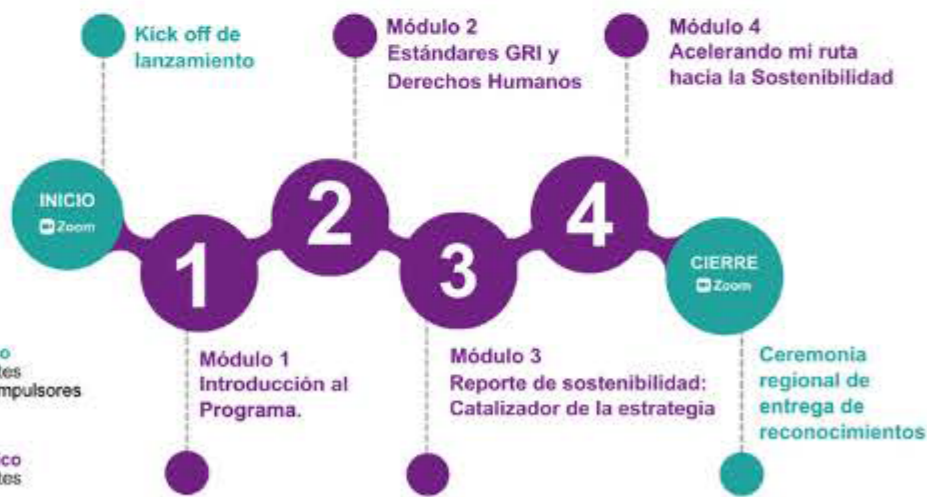 Kick off de
lanzamiento
Módulo 2
Estándares GRI y
Derechos Humanos
Módulo 4
Acelerando mi ruta
hacia la Sostenibilidad
INICIO
Zoom
1
2
3
4
CIERRE
Zoom
mpulsores
Módulo 1
Introducción al
Programa.
Módulo 3
Reporte de sostenibilidad:
Catalizador de la estrategia
Ceremonia
regional de
entrega de
reconocimientos